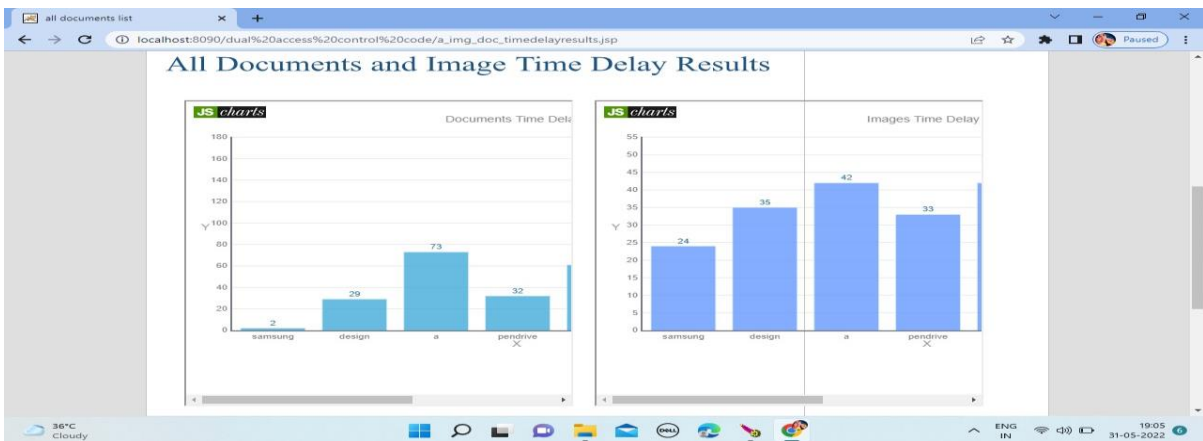 all documents list
localhost:8090/dual%20access%20control%20code/a_img_doc_timedelayresults.jsp
Paused
All Documents and Image Time Delay Results
JS charts
Documents Time Dela
180
160
140
120
100
80
60
40
20
0
Y
2
29
73
32
samsung
design
a
pendrive
X
JS charts
Images Time Delay
55
50
45
40
35
30
25
20
15
10
5
0
Y
24
35
42
33
samsung
design
a
pendrive
X
36°C
Cloudy
DELL
ENG
IN
19:05
31-05-2022
6